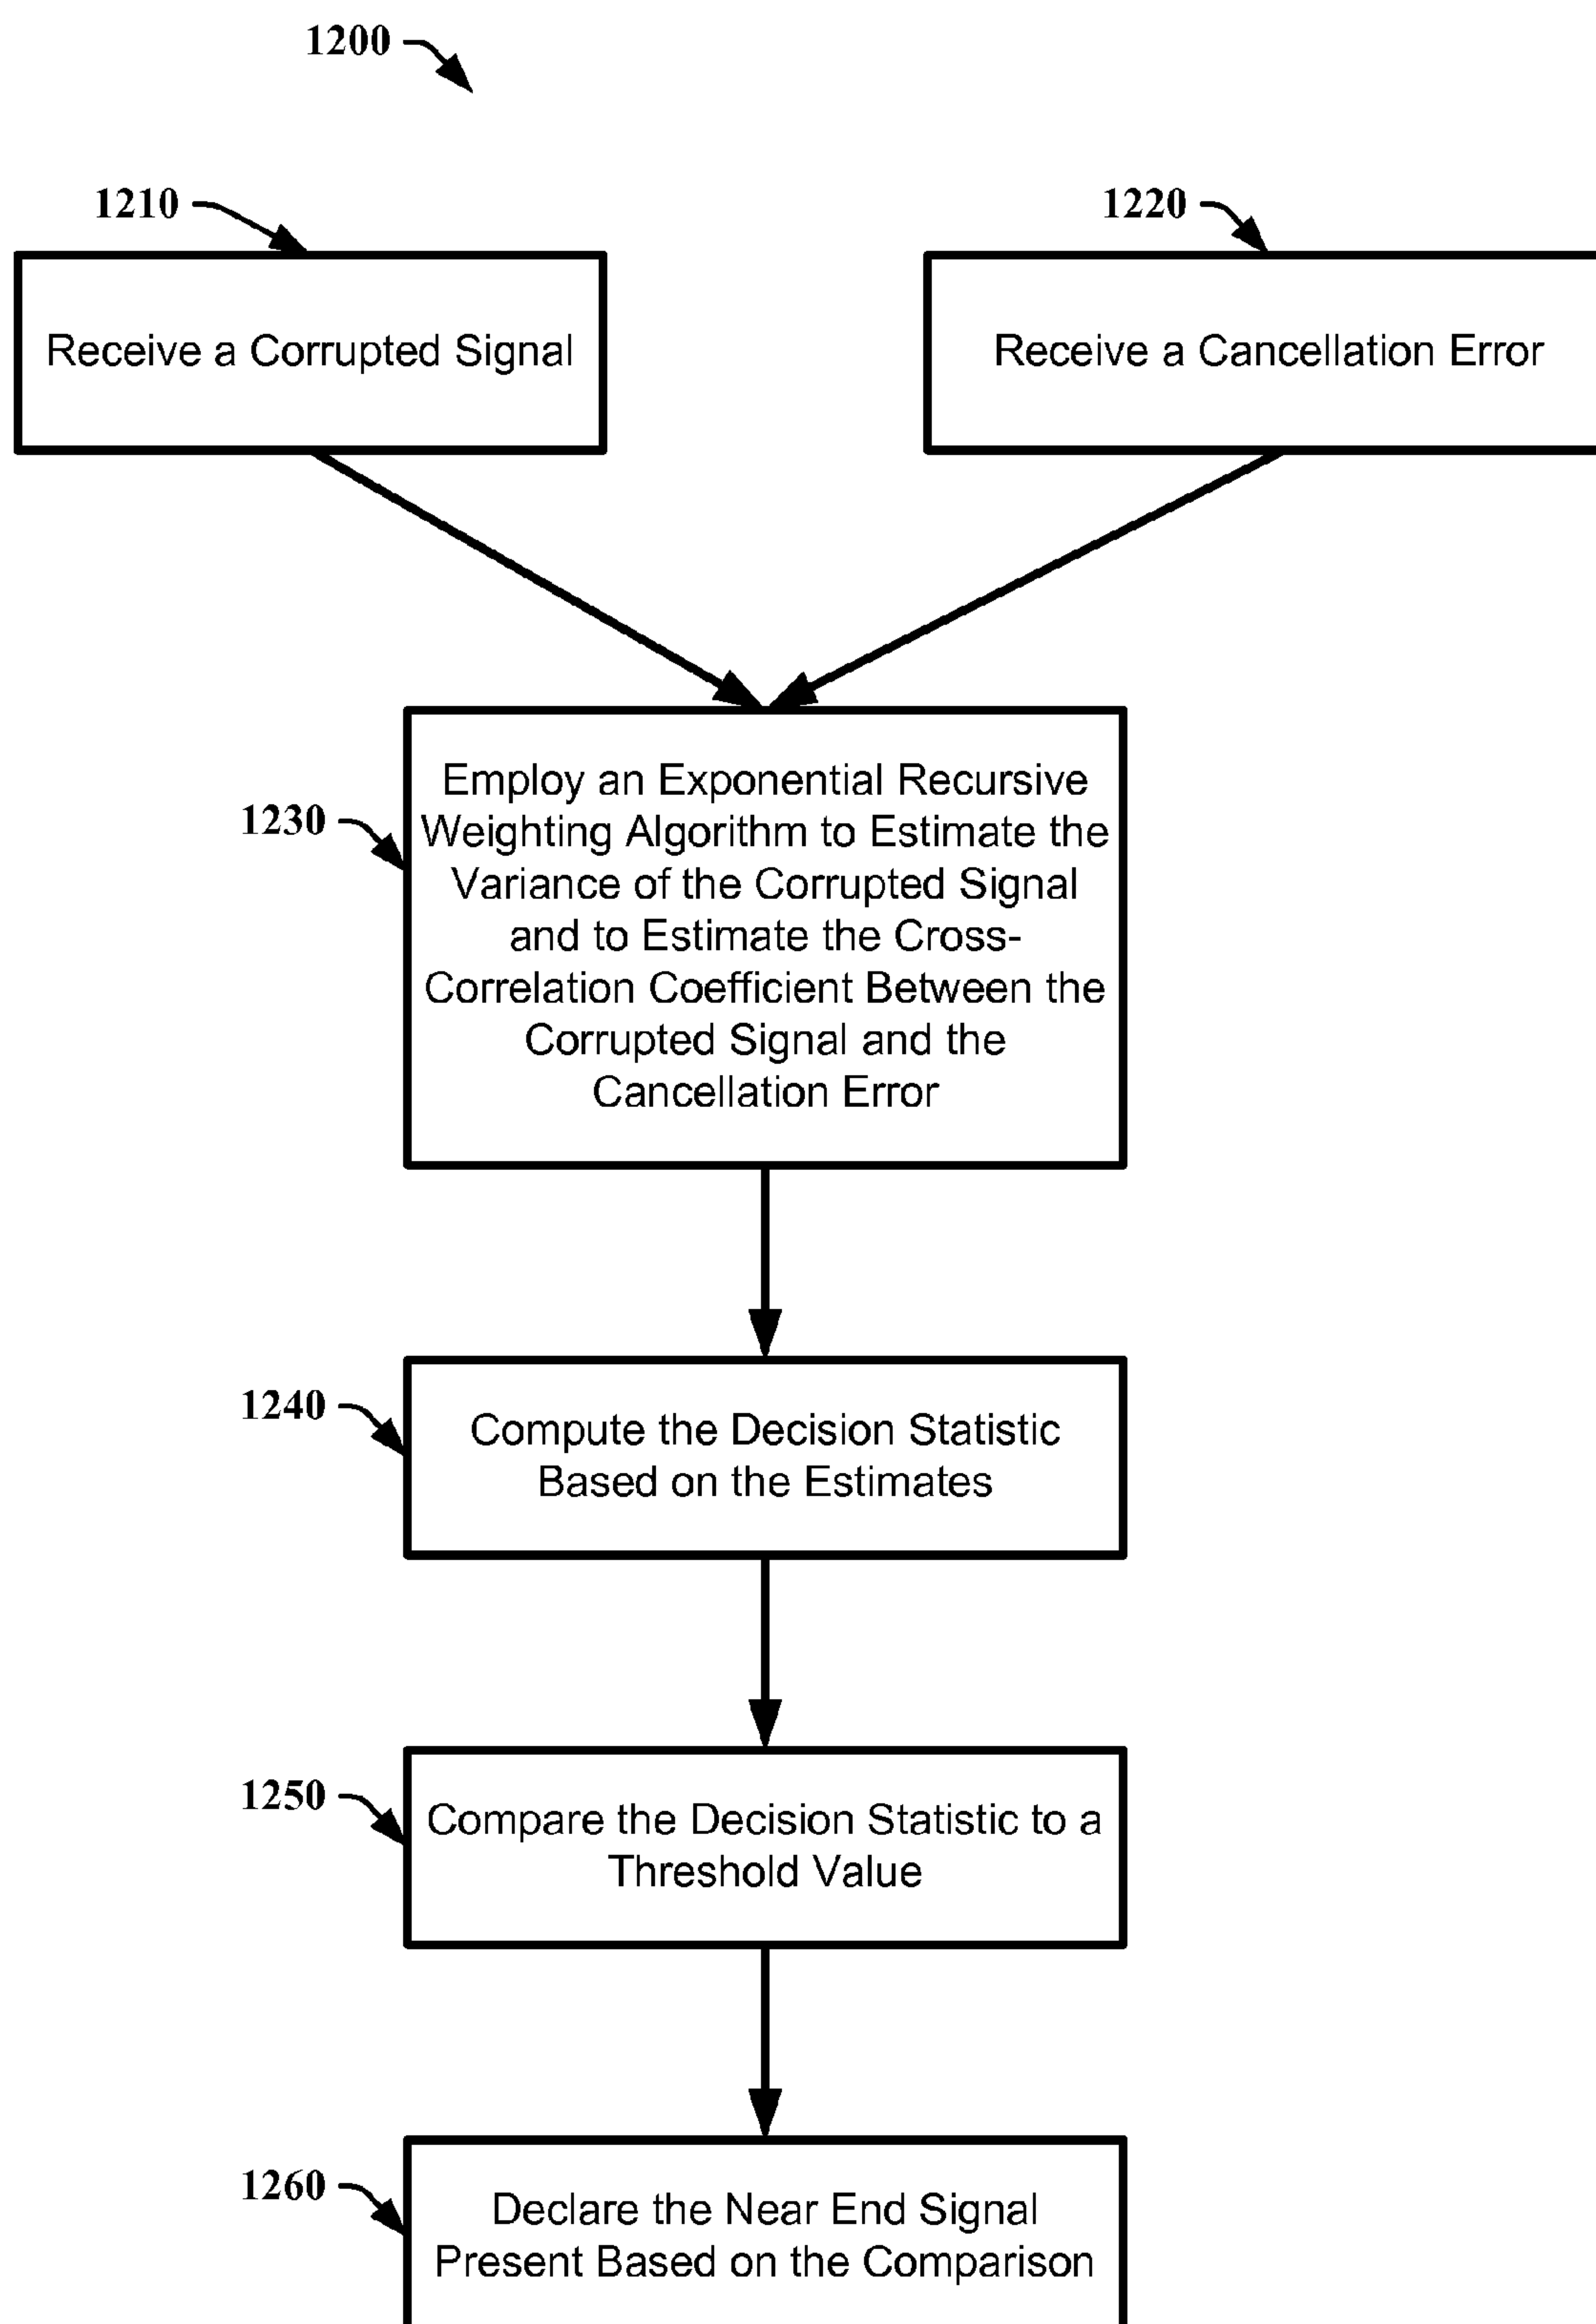 1200
1210
1220
Receive a Corrupted Signal
Receive a Cancellation Error
Employ an Exponential Recursive
1230
Weighting Algorithm to Estimate the
Variance of the Corrupted Signal
and to Estimate the Cross-
Correlation Coefficient Between the
Corrupted Signal and the
Cancellation Error
1240
Compute the Decision Statistic
Based on the Estimates
1250
Compare the Decision Statistic to a
Threshold Value
1260
Declare the Near End Signal
Present Based on the Comparison